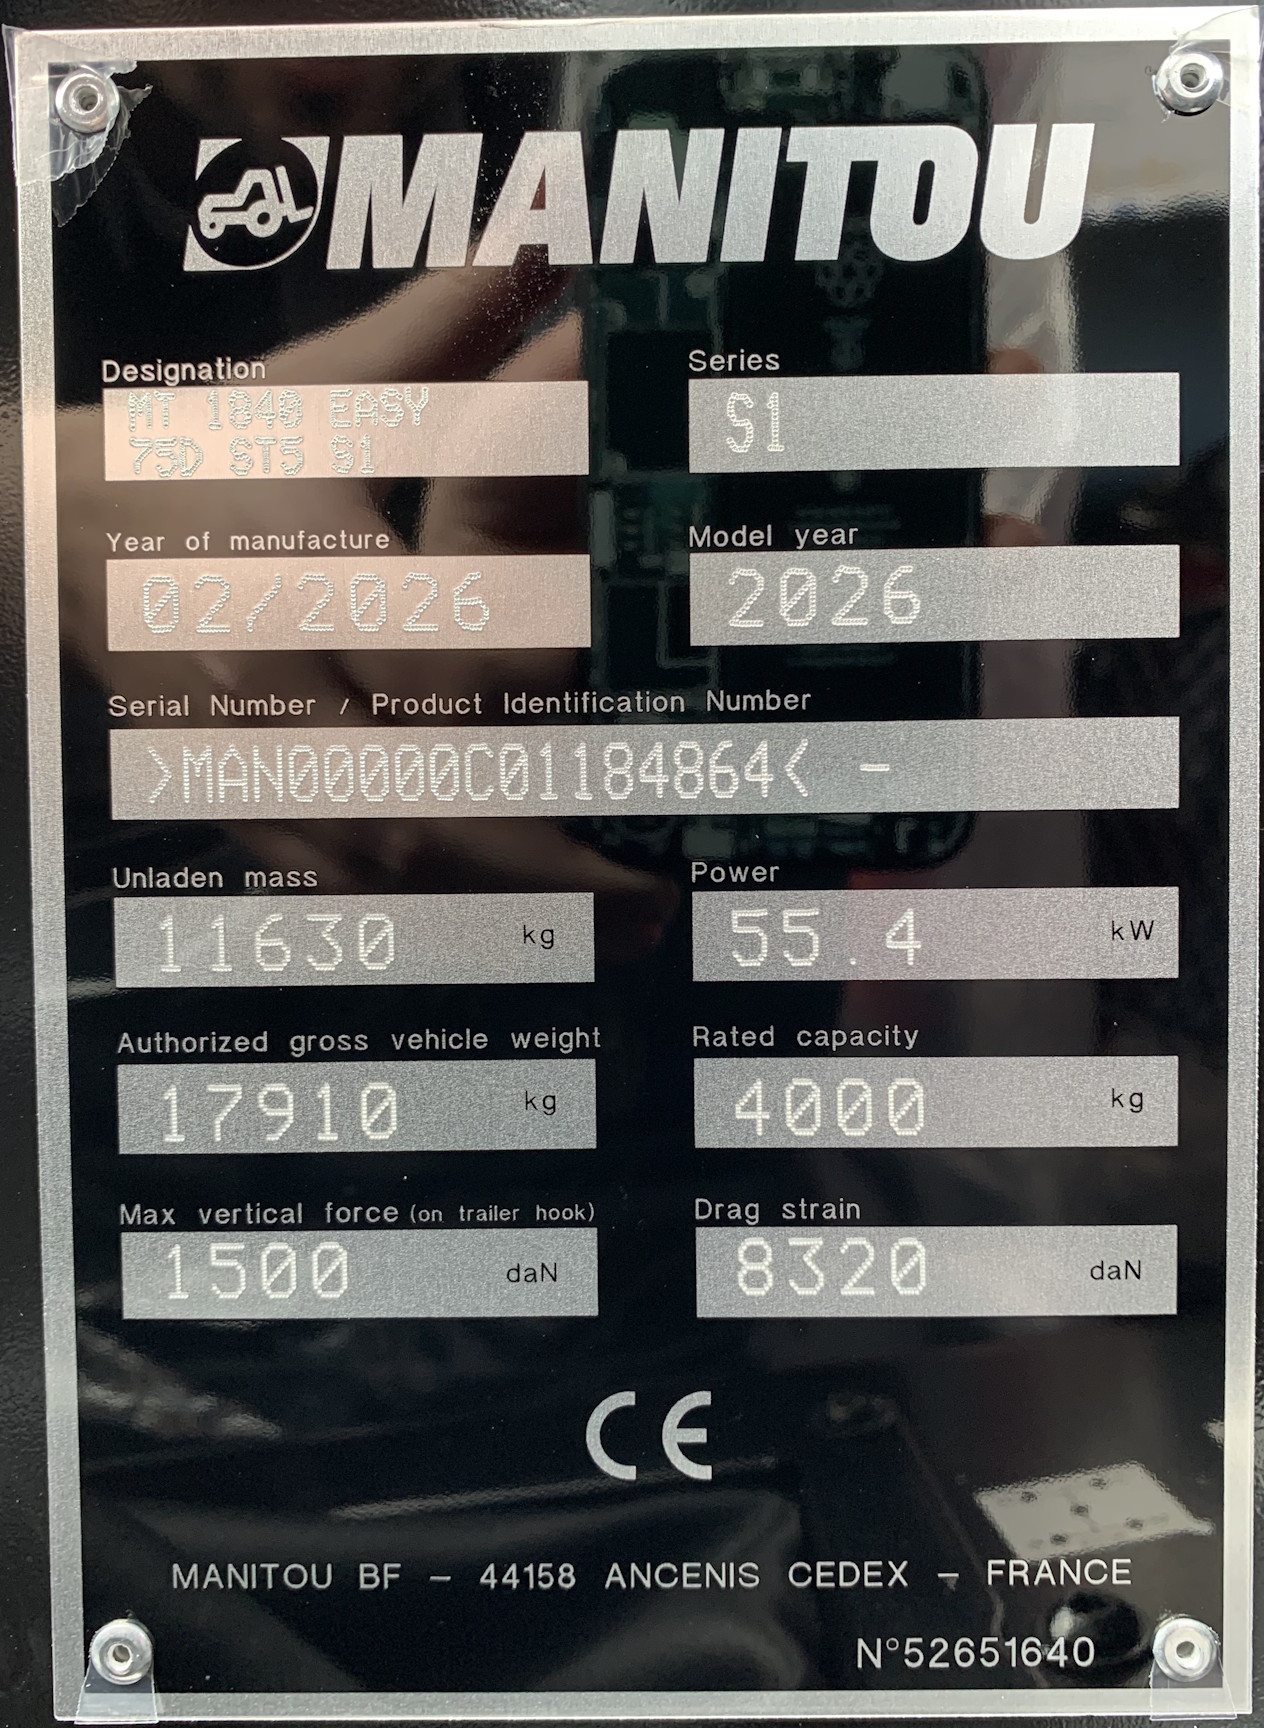 MANITOU
Designation
MT 1840 EASY
75D ST5 S1
Series
S1
Year of manufacture
02/2026
Model year
2026
Serial Number / Product Identification Number
>MAN00000C01184864< -
Unladen mass
11630 kg
Power
55.4 kW
Authorized gross vehicle weight
17910 kg
Rated capacity
4000 kg
Max vertical force (on trailer hook)
1500 daN
Drag strain
8320 daN
CE
MANITOU BF - 44158 ANCENIS CEDEX - FRANCE
N°52651640